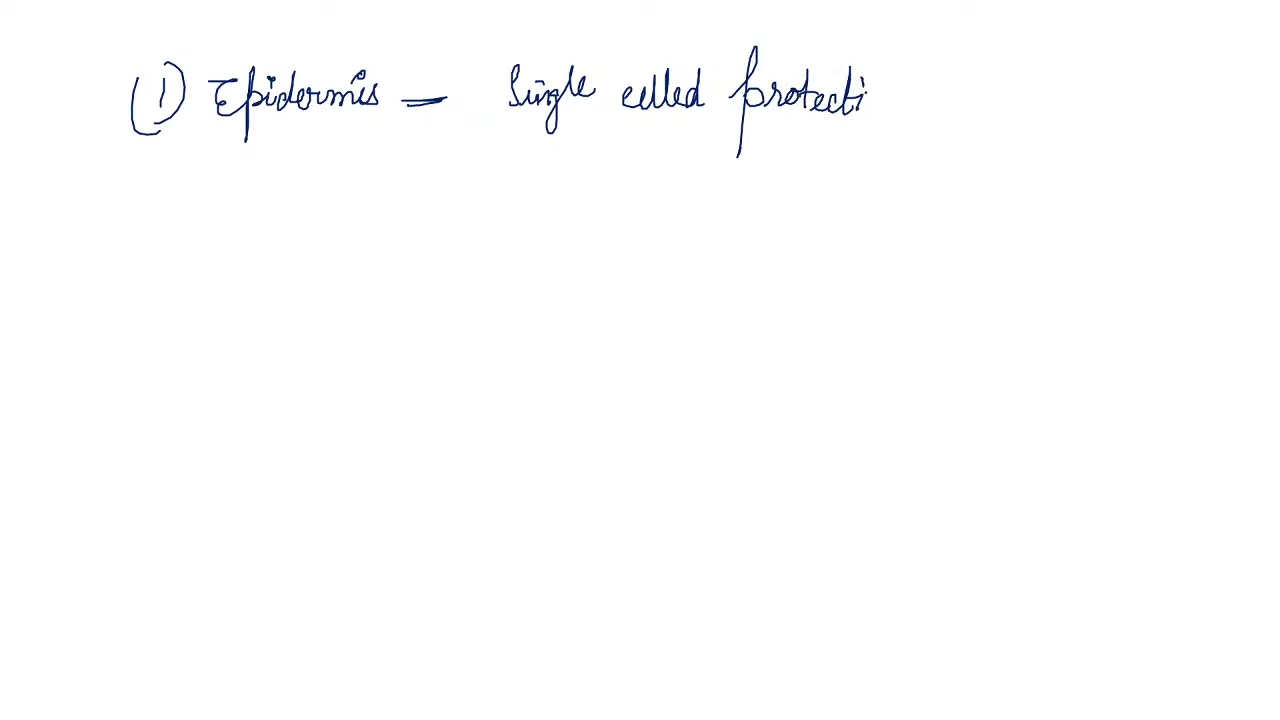 (1) Epidermis — Single celled protecti